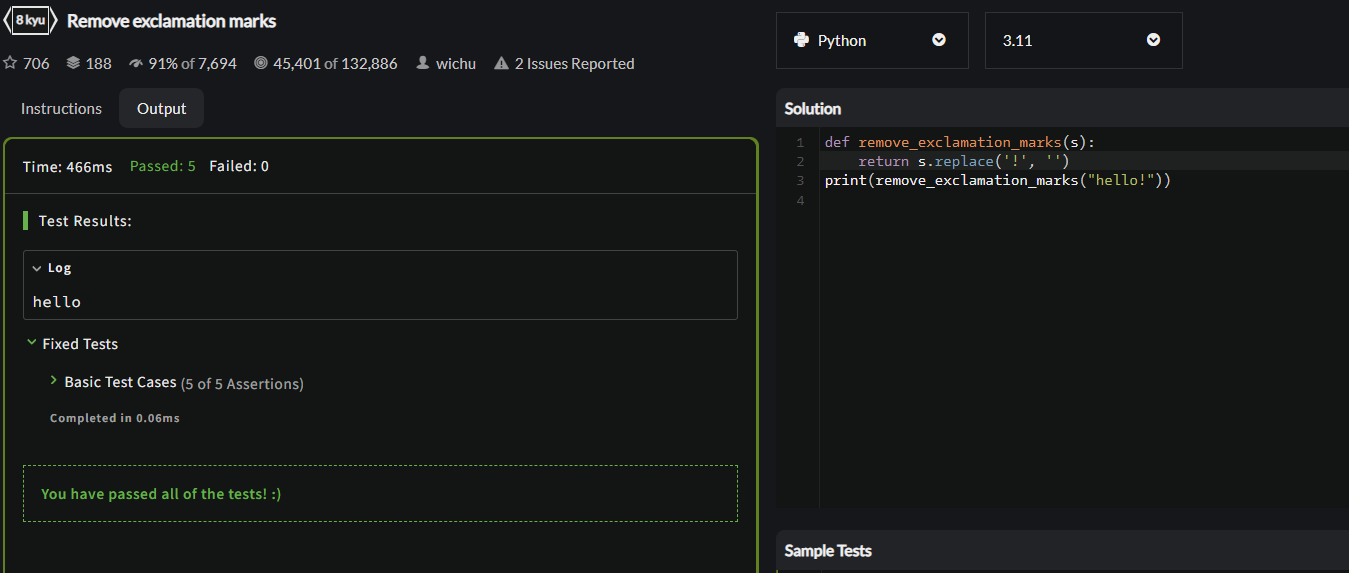 8 kyu Remove exclamation marks
706 188 91% of 7,694 45,401 of 132,886 wichu 2 Issues Reported
Instructions Output
Time: 466ms Passed: 5 Failed: 0
Test Results:
Log
hello
Fixed Tests
Basic Test Cases (5 of 5 Assertions)
Completed in 0.06ms
You have passed all of the tests! :)
Python 3.11
Solution
1 def remove_exclamation_marks(s):
2     return s.replace('!', '')
3 print(remove_exclamation_marks("hello!"))
4
Sample Tests